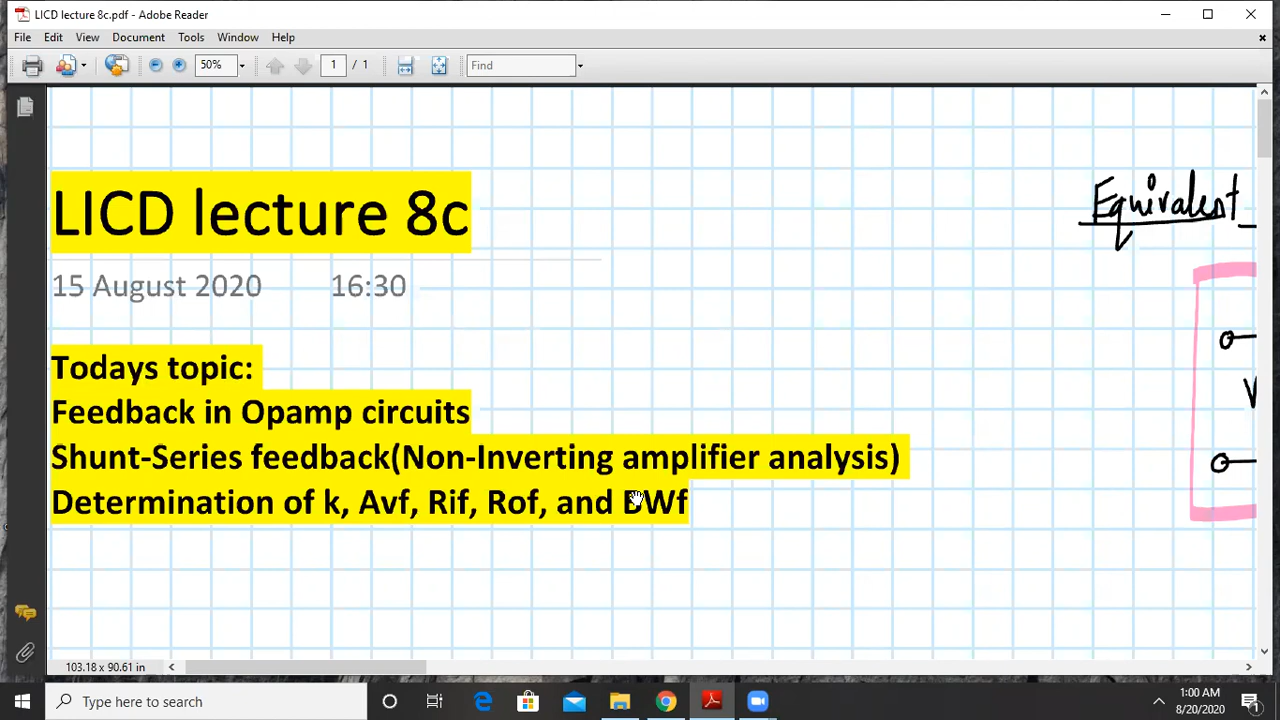 LICD lecture 8c.pdf - Adobe Reader
File Edit View Document Tools Window Help
50% 1 / 1 Find
LICD lecture 8c
15 August 2020 16:30
Todays topic:
Feedback in Opamp circuits
Shunt-Series feedback(Non-Inverting amplifier analysis)
Determination of k, Avf, Rif, Rof, and BWf
Equivalent
V
103.18 x 90.61 in
Type here to search
1:00 AM
8/20/2020
1